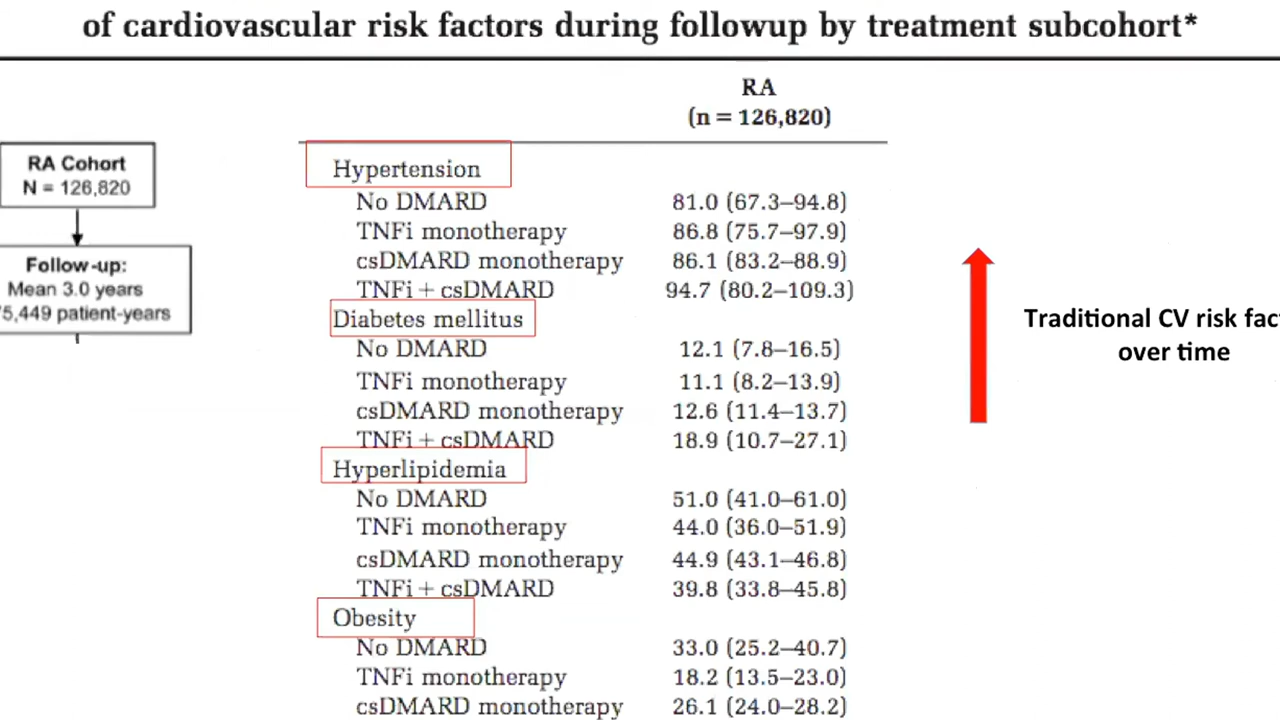 of cardiovascular risk factors during followup by treatment subcohort*
RA
(n = 126,820)
RA Cohort
N = 126,820
Follow-up:
Mean 3.0 years
5,449 patient-years
Hypertension
No DMARD 81.0 (67.3–94.8)
TNFi monotherapy 86.8 (75.7–97.9)
csDMARD monotherapy 86.1 (83.2–88.9)
TNFi + csDMARD 94.7 (80.2–109.3)
Diabetes mellitus
No DMARD 12.1 (7.8–16.5)
TNFi monotherapy 11.1 (8.2–13.9)
csDMARD monotherapy 12.6 (11.4–13.7)
TNFi + csDMARD 18.9 (10.7–27.1)
Hyperlipidemia
No DMARD 51.0 (41.0–61.0)
TNFi monotherapy 44.0 (36.0–51.9)
csDMARD monotherapy 44.9 (43.1–46.8)
TNFi + csDMARD 39.8 (33.8–45.8)
Obesity
No DMARD 33.0 (25.2–40.7)
TNFi monotherapy 18.2 (13.5–23.0)
csDMARD monotherapy 26.1 (24.0–28.2)
Traditional CV risk fact
over time